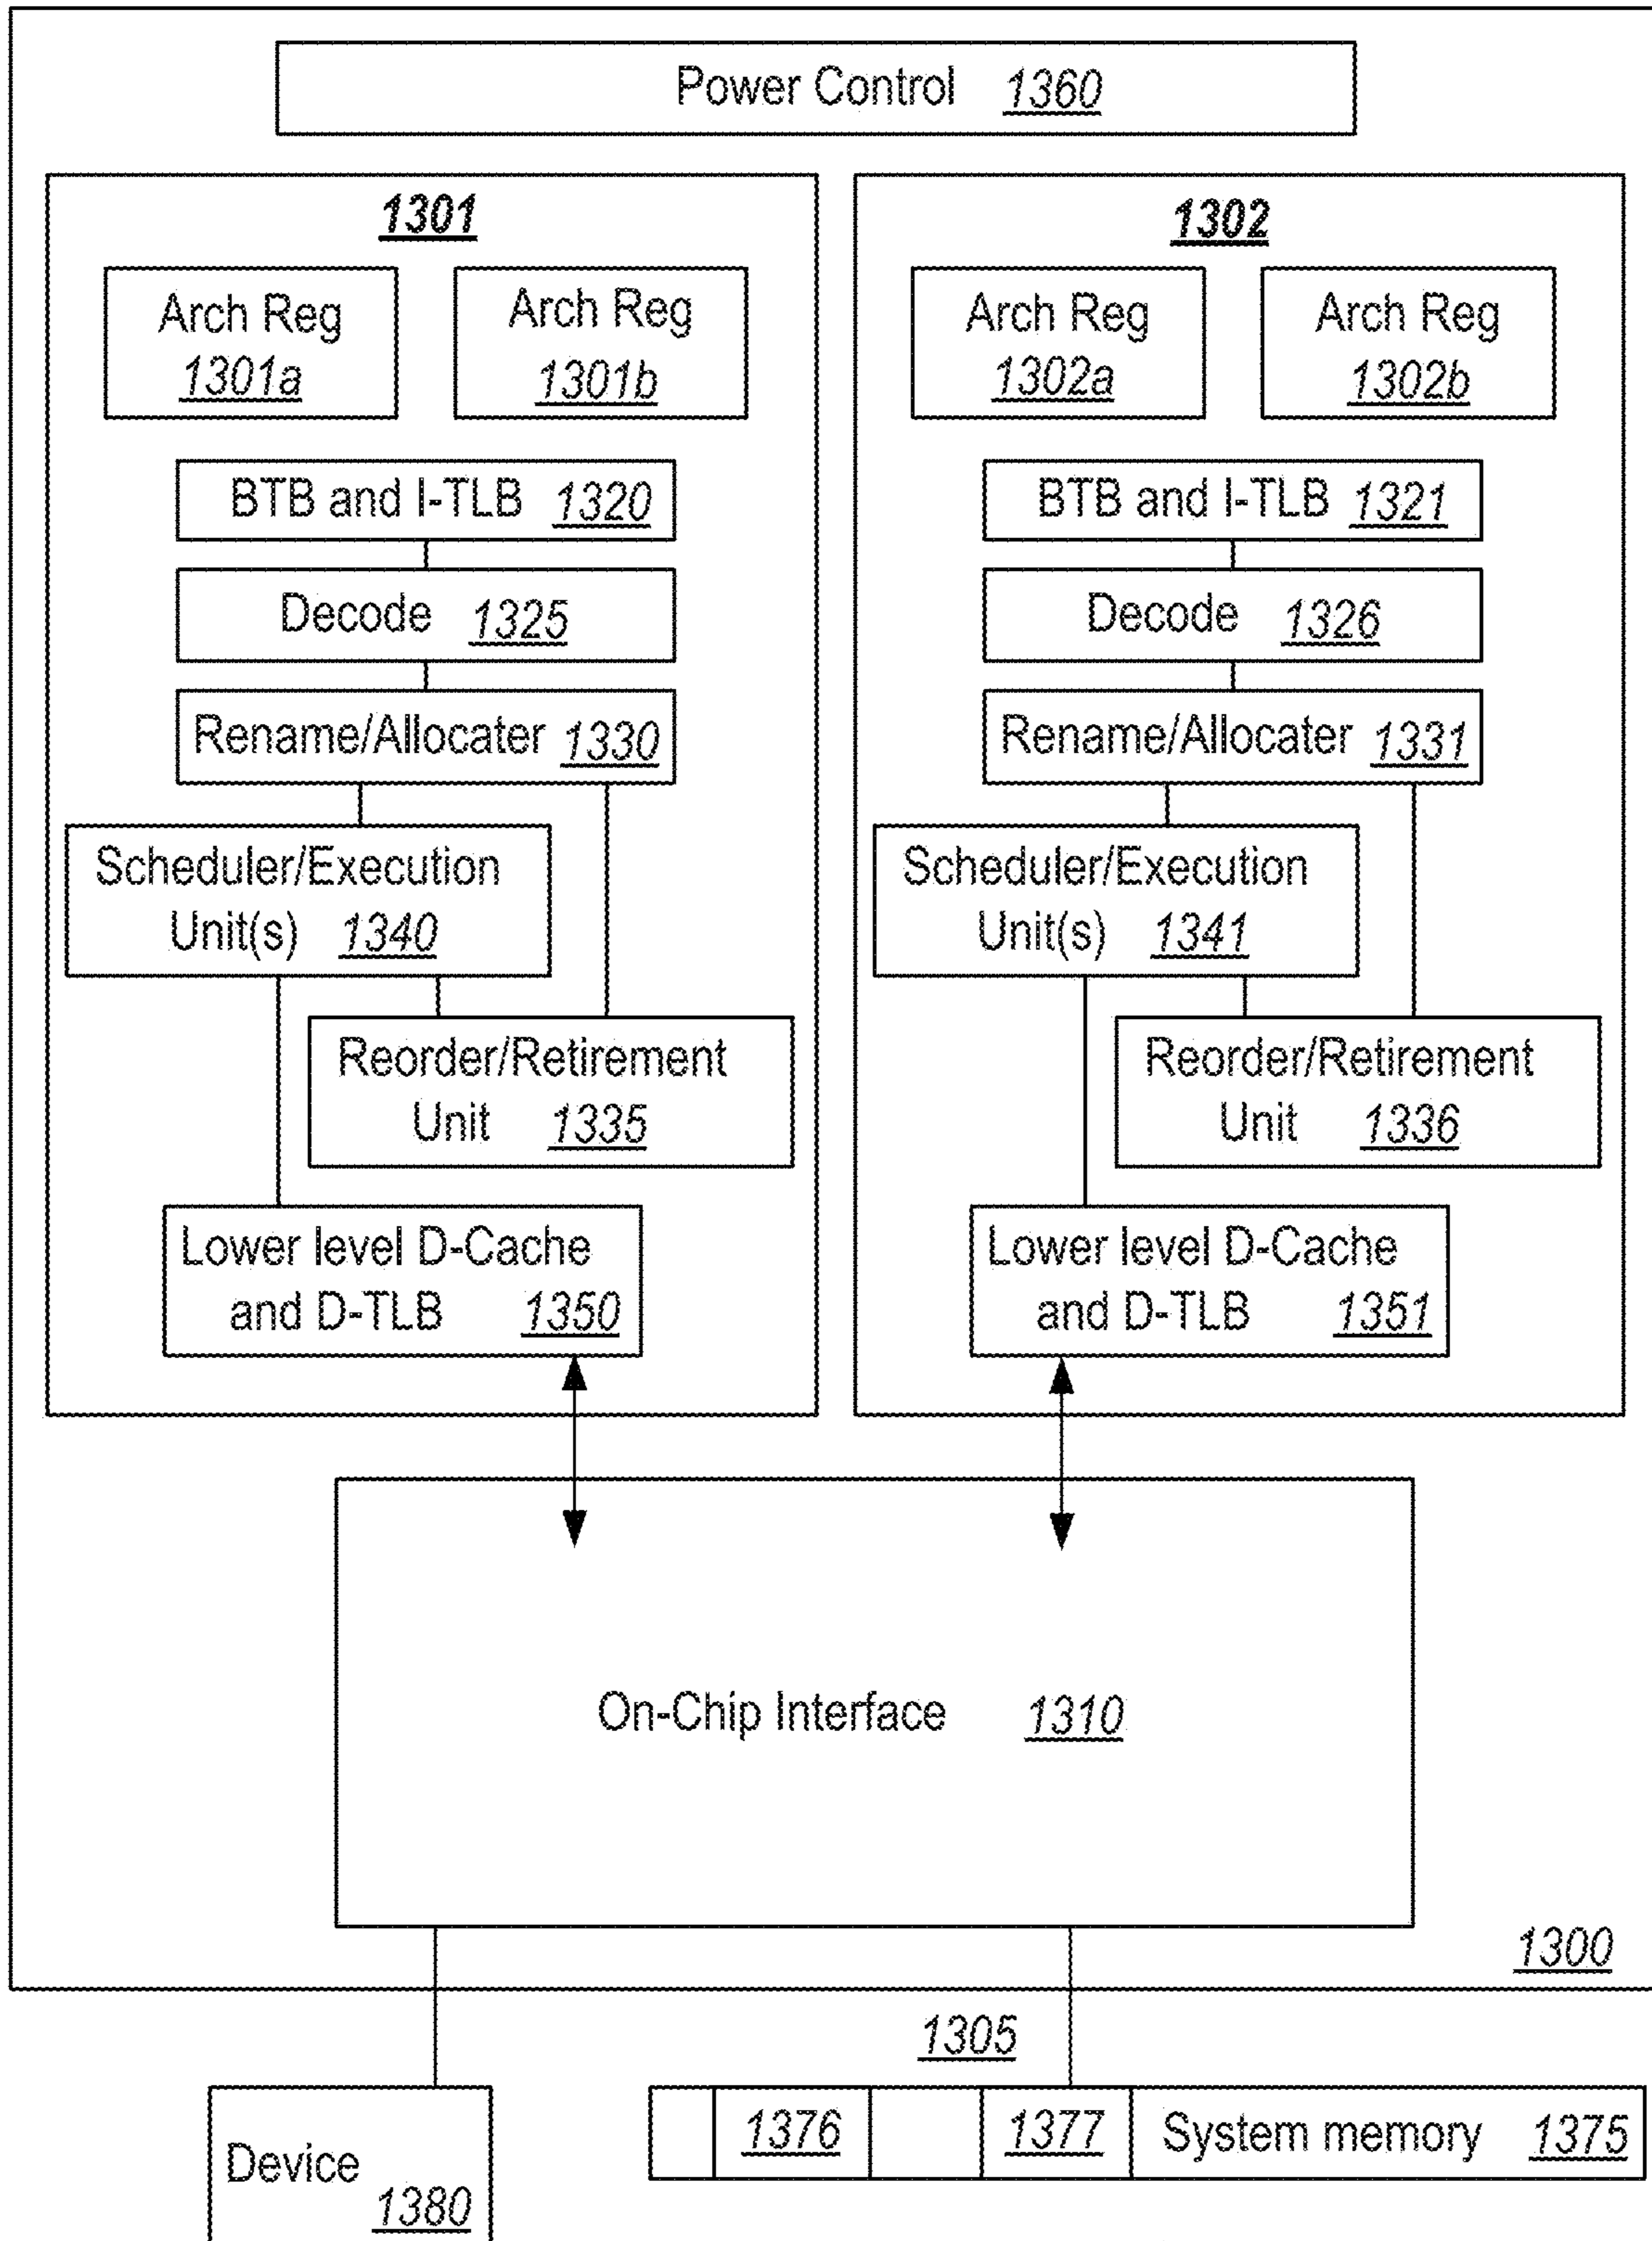 Power Control 1360
1301
Arch Reg
1301a
Arch Reg
1301b
BTB and I-TLB 1320
Decode 1325
Rename/Allocater 1330
Scheduler/Execution
Unit(s) 1340
Reorder/Retirement
Unit 1335
Lower level D-Cache
and D-TLB 1350
1302
Arch Reg
1302a
Arch Reg
1302b
BTB and I-TLB 1321
Decode 1326
Rename/Allocater 1331
Scheduler/Execution
Unit(s) 1341
Reorder/Retirement
Unit 1336
Lower level D-Cache
and D-TLB 1351
On-Chip Interface 1310
1300
1305
Device
1380
1376
1377
System memory 1375